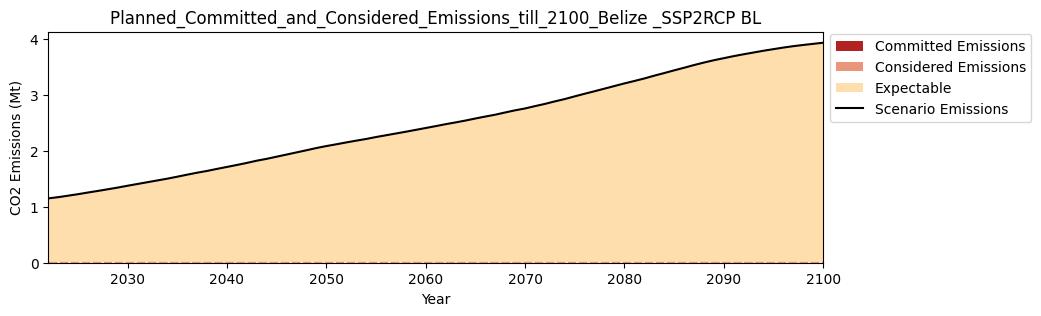 Planned_Committed_and_Considered_Emissions_till_2100_Belize _SSP2RCP BL
CO2 Emissions (Mt)
4
3
2
1
0
2030 2040 2050 2060 2070 2080 2090 2100
Year
Committed Emissions
Considered Emissions
Expectable
Scenario Emissions